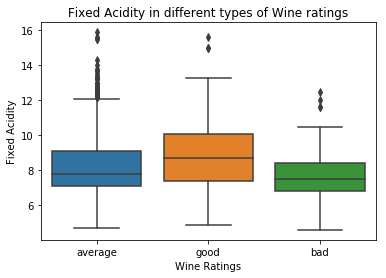 Fixed Acidity in different types of Wine ratings
Fixed Acidity
16
14
12
10
8
6
average good bad
Wine Ratings